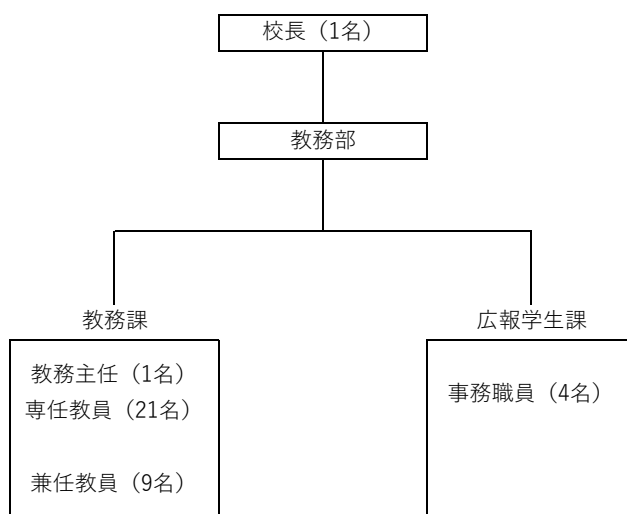 校長（1名）
教務部
教務課
教務主任（1名）
専任教員（21名）
兼任教員（9名）
広報学生課
事務職員（4名）